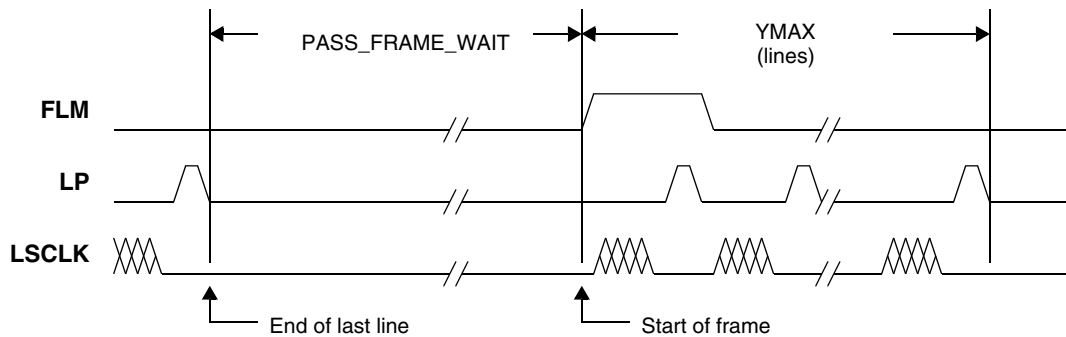 PASS_FRAME_WAIT
YMAX
(lines)
FLM
LP
LSCLK
End of last line
Start of frame